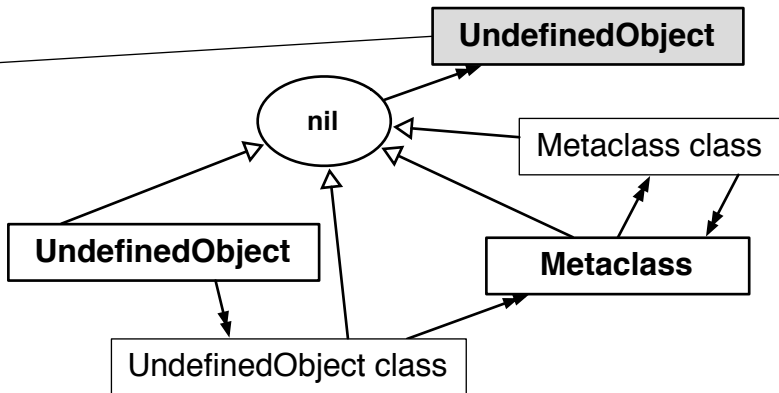 UndefinedObject
nil
Metaclass class
UndefinedObject
Metaclass
UndefinedObject class